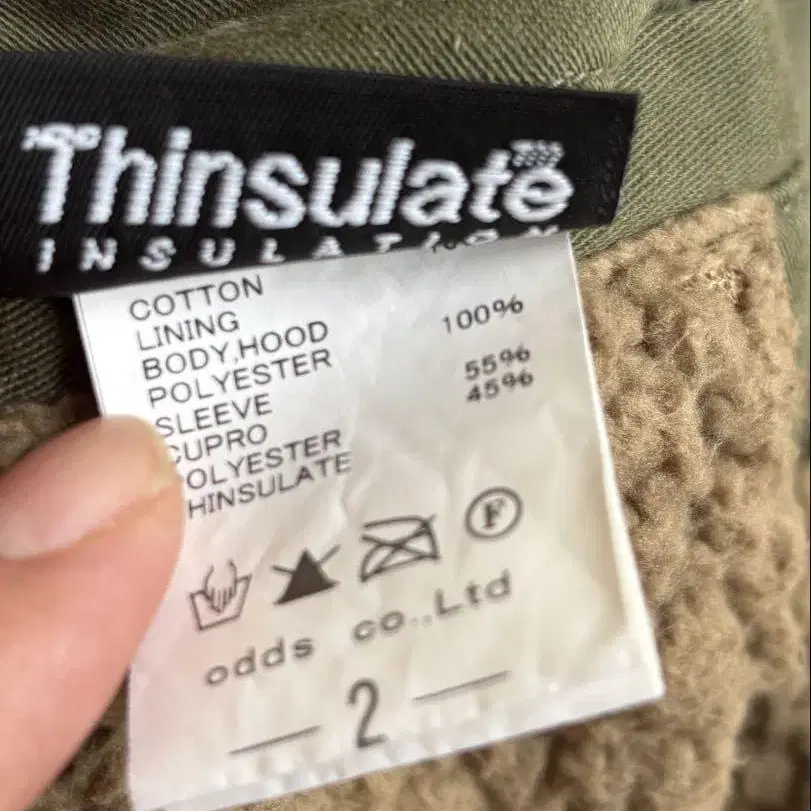 Thinsulate
INSULATION
COTTON
LINING
BODY,HOOD
POLYESTER 100%
SLEEVE
CUPRO 55%
POLYESTER 45%
THINSULATE
F
odds co.,Ltd
2